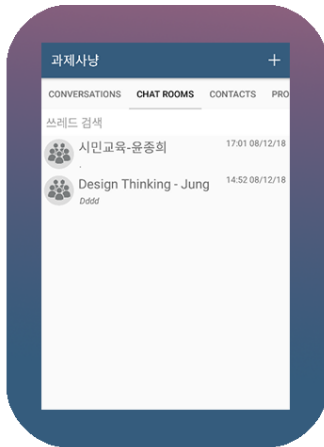 과제사냥 +
CONVERSATIONS CHAT ROOMS CONTACTS PRO
쓰레드 검색
시민교육-윤종희 17:01 08/12/18
.
Design Thinking - Jung 14:52 08/12/18
Dddd